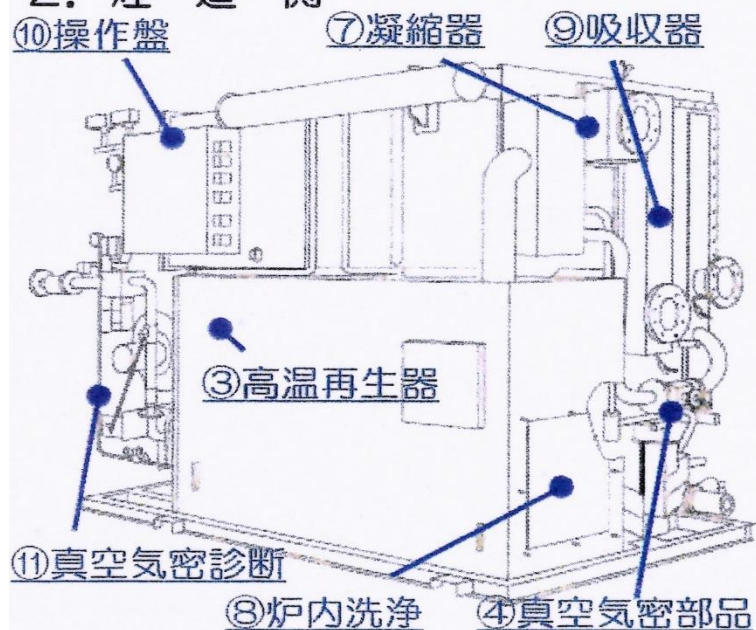 ⑩操作盤
⑦凝縮器
⑨吸収器
③高温再生器
⑪真空気密診断
⑧炉内洗浄
④真空気密部品